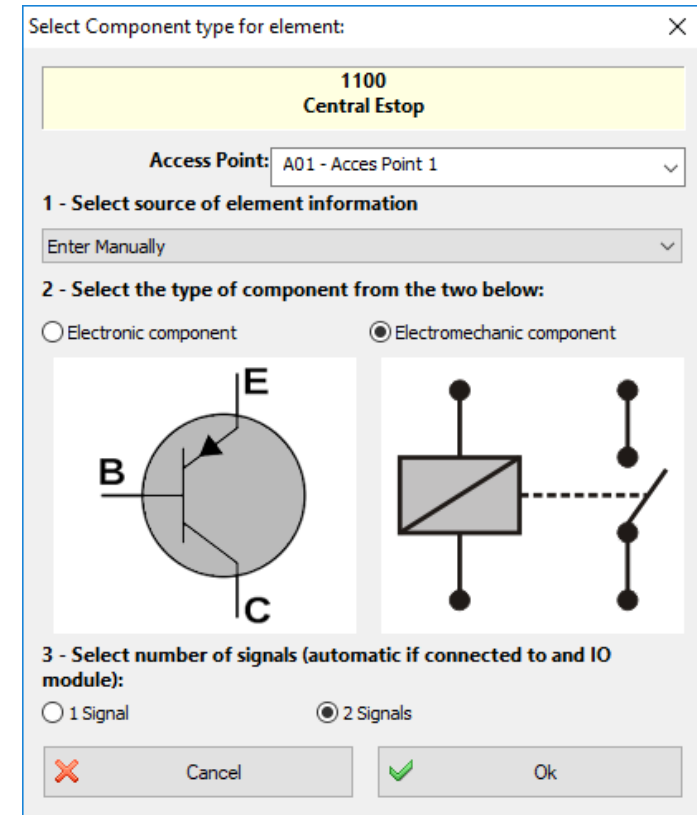 Select Component type for element:
1100
Central Estop
Access Point: A01 - Acces Point 1
1 - Select source of element information
Enter Manually
2 - Select the type of component from the two below:
Electronic component Electromechanic component
E
B
C
3 - Select number of signals (automatic if connected to and IO
module):
1 Signal 2 Signals
Cancel Ok